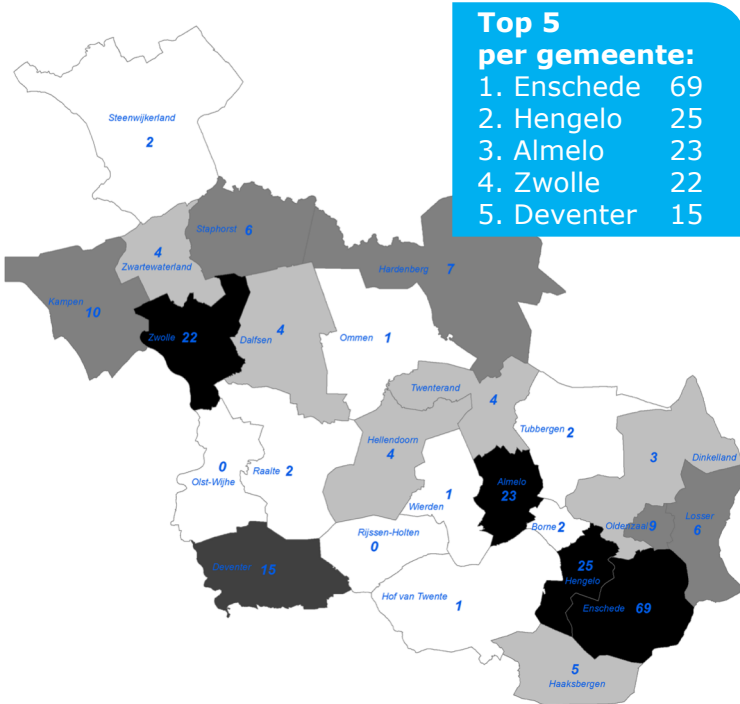 Top 5
per gemeente:
1. Enschede 69
2. Hengelo 25
3. Almelo 23
4. Zwolle 22
5. Deventer 15
Steenwijkerland
2
Staphorst 6
4
Zwartewaterland
Hardenberg 7
Kampen
10
Zwolle 22
Dalfsen 4
Ommen 1
Twenterand
4
Tubbergen 2
Hellendoorn
4
3
Dinkelland
0
Olst-Wijhe
Raalte 2
1
Wierden
Almelo
23
Borne 2
Oldenzaal 9
Losser
6
Rijssen-Holten
0
Deventer 15
25
Hengelo
Hof van Twente 1
Enschede 69
5
Haaksbergen